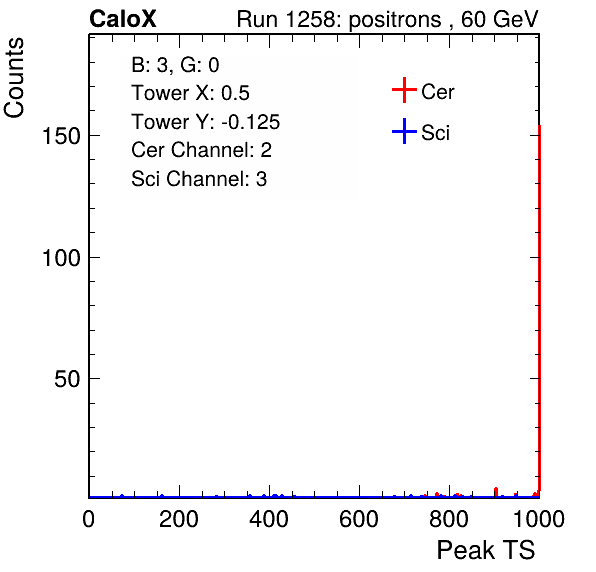 CaloX Run 1258: positrons , 60 GeV
Counts
B: 3, G: 0
Tower X: 0.5
Tower Y: -0.125
Cer Channel: 2
Sci Channel: 3
Cer
Sci
150
100
50
0 200 400 600 800 1000
Peak TS